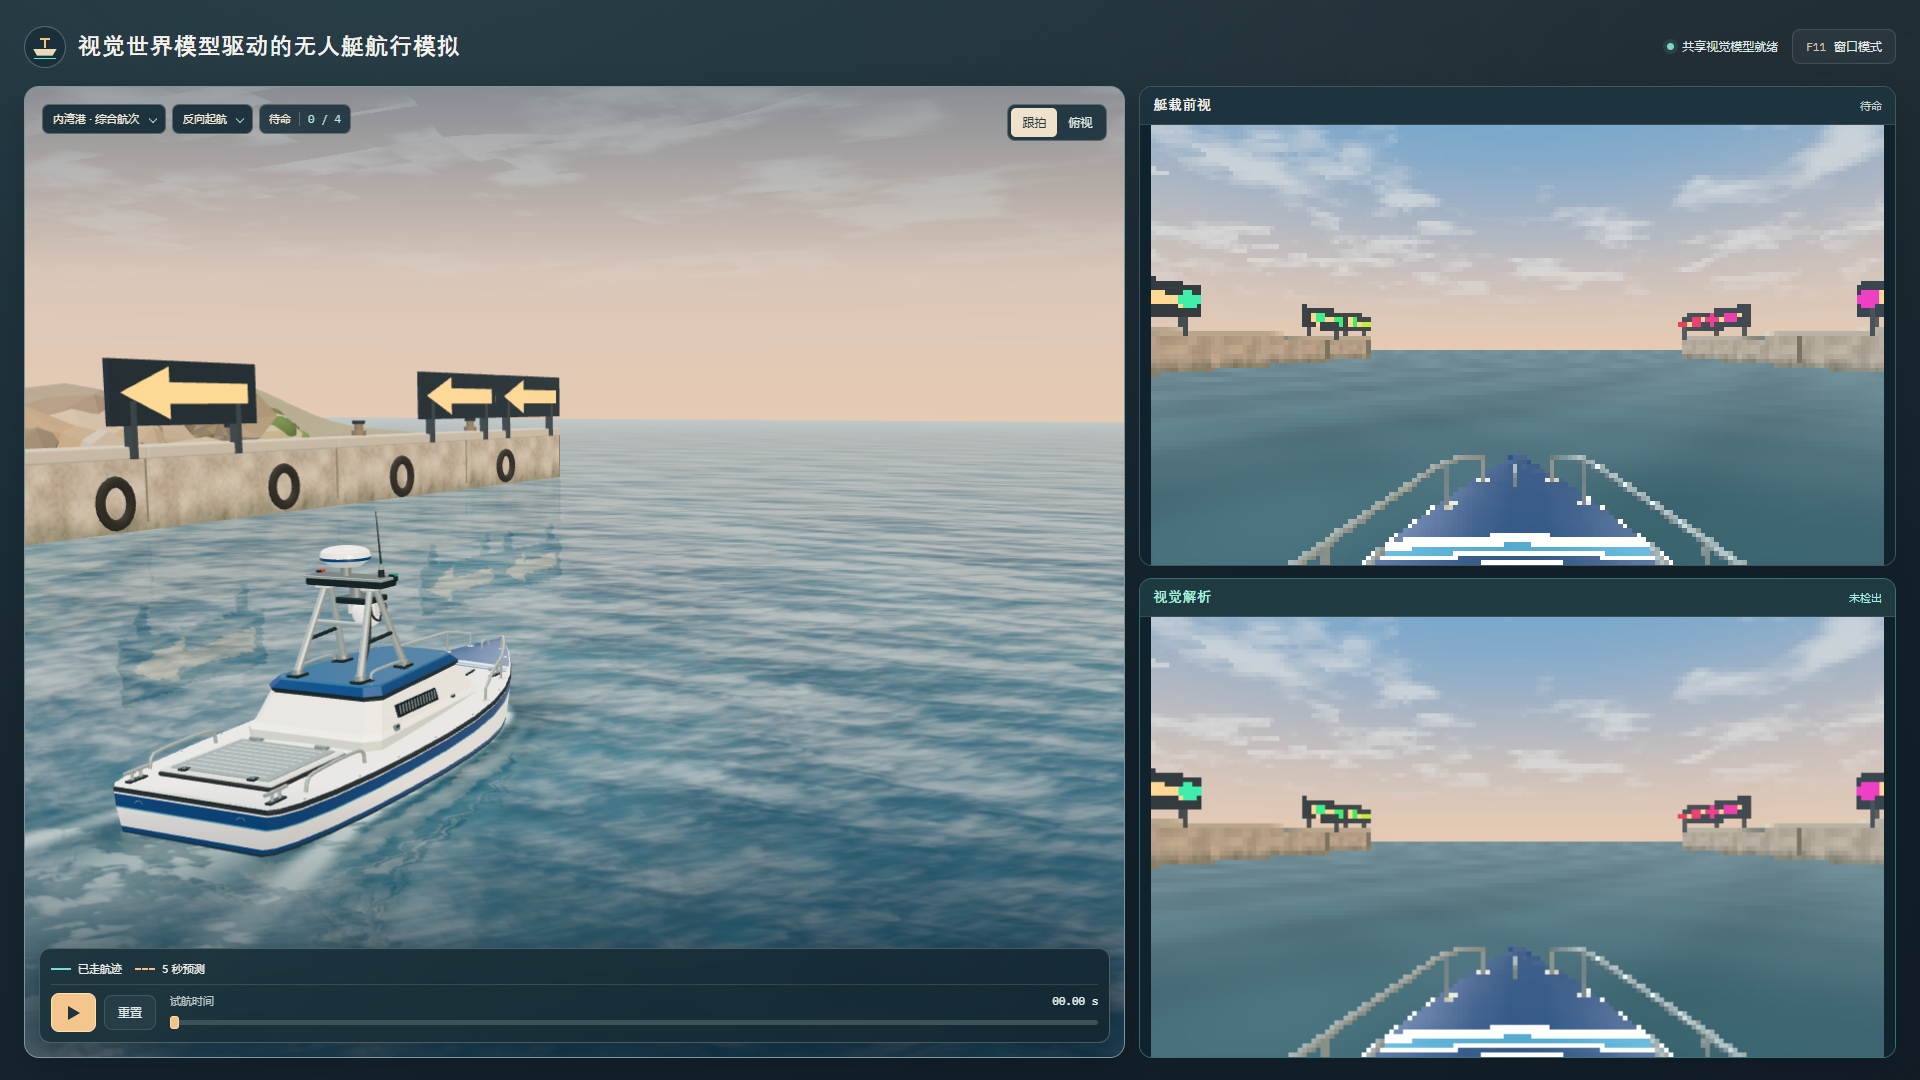 视觉世界模型驱动的无人艇航行模拟
共享视觉模型就绪
F11 窗口模式
内湾港 · 综合航次
反向起航
待命 0 / 4
跟拍
俯视
已走航迹
5 秒预测
重置
试航时间
00.00 s
艇载前视
待命
视觉解析
未检出